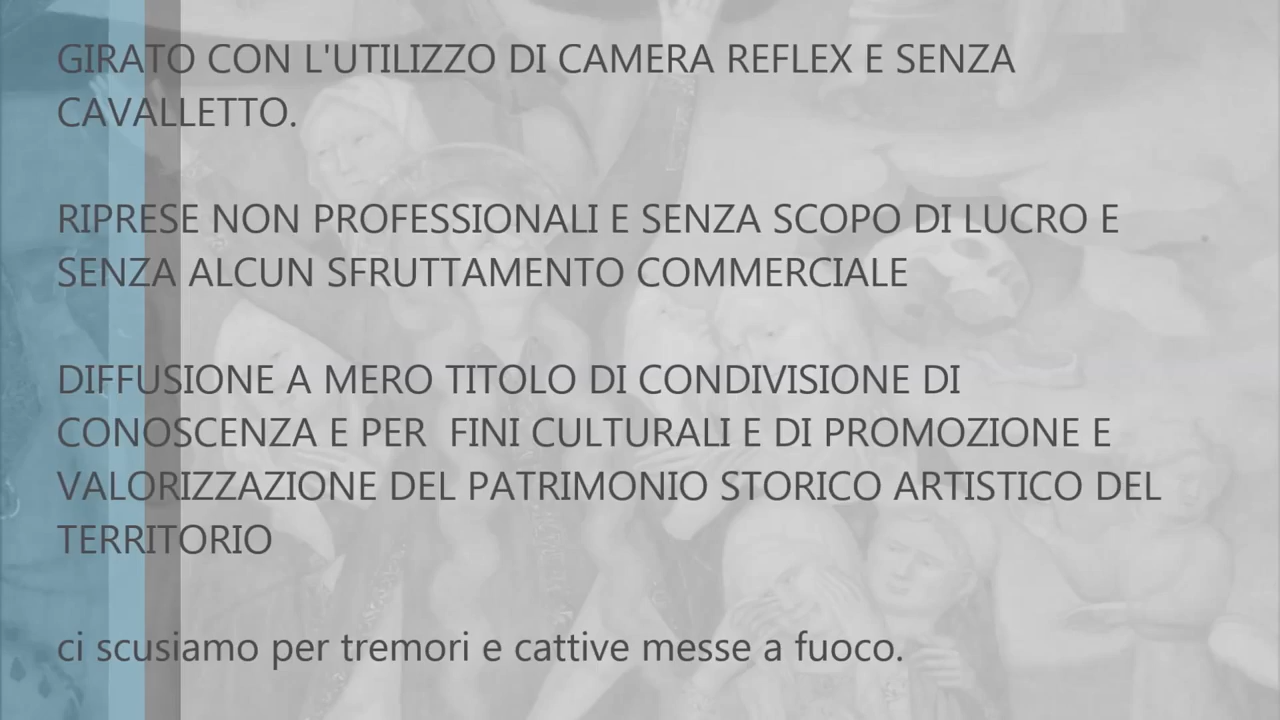 GIRATO CON L'UTILIZZO DI CAMERA REFLEX E SENZA
CAVALLETTO.
RIPRESE NON PROFESSIONALI E SENZA SCOPO DI LUCRO E
SENZA ALCUN SFRUTTAMENTO COMMERCIALE
DIFFUSIONE A MERO TITOLO DI CONDIVISIONE DI
CONOSCENZA E PER  FINI CULTURALI E DI PROMOZIONE E
VALORIZZAZIONE DEL PATRIMONIO STORICO ARTISTICO DEL
TERRITORIO
ci scusiamo per tremori e cattive messe a fuoco.